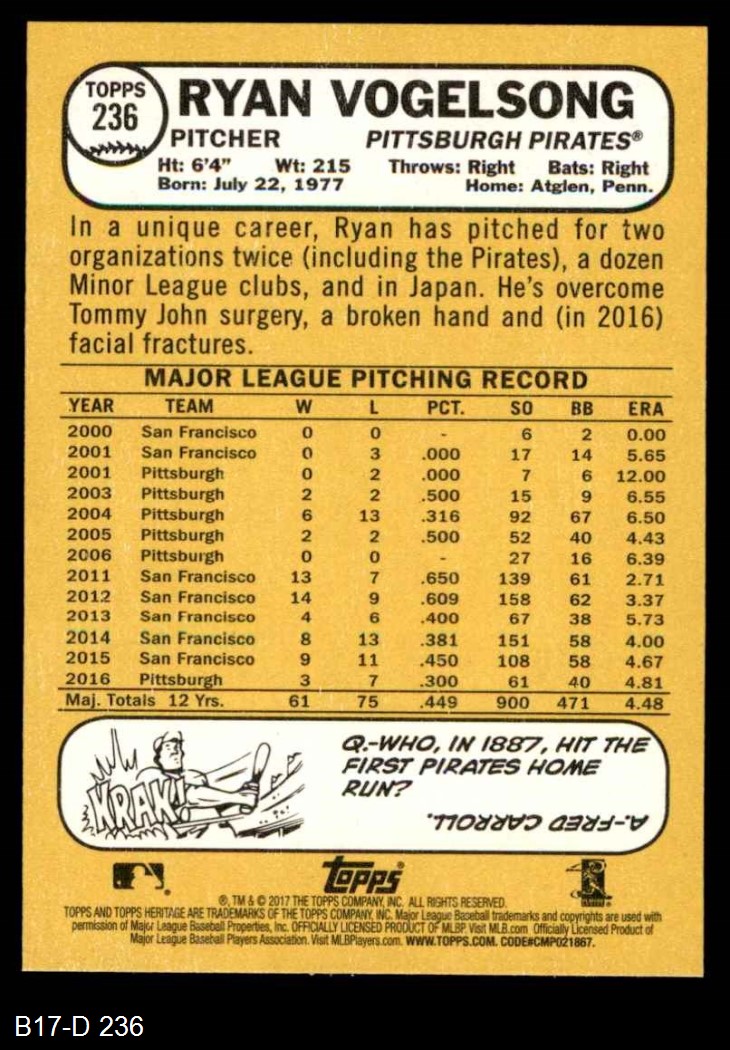 TOPPS
236
RYAN VOGELSONG
PITCHER PITTSBURGH PIRATES®
Ht: 6'4" Wt: 215 Throws: Right Bats: Right
Born: July 22, 1977 Home: Atglen, Penn.
In a unique career, Ryan has pitched for two
organizations twice (including the Pirates), a dozen
Minor League clubs, and in Japan. He's overcome
Tommy John surgery, a broken hand and (in 2016)
facial fractures.
MAJOR LEAGUE PITCHING RECORD
YEAR TEAM W L PCT. SO BB ERA
2000 San Francisco 0 0 - 6 2 0.00
2001 San Francisco 0 3 .000 17 14 5.65
2001 Pittsburgh 0 2 .000 7 6 12.00
2003 Pittsburgh 2 2 .500 15 9 6.55
2004 Pittsburgh 6 13 .316 92 67 6.50
2005 Pittsburgh 2 2 .500 52 40 4.43
2006 Pittsburgh 0 0 - 27 16 6.39
2011 San Francisco 13 7 .650 139 61 2.71
2012 San Francisco 14 9 .609 158 62 3.37
2013 San Francisco 4 6 .400 67 38 5.73
2014 San Francisco 8 13 .381 151 58 4.00
2015 San Francisco 9 11 .450 108 58 4.67
2016 Pittsburgh 3 7 .300 61 40 4.81
Maj. Totals 12 Yrs. 61 75 .449 900 471 4.48
KRAK!
Q.-WHO, IN 1887, HIT THE
FIRST PIRATES HOME
RUN?
A.-FRED CARROLL.
topps
®, TM & © 2017 THE TOPPS COMPANY, INC. ALL RIGHTS RESERVED.
TOPPS AND TOPPS HERITAGE ARE TRADEMARKS OF THE TOPPS COMPANY, INC. Major League Baseball trademarks and copyrights are used with
permission of Major League Baseball Properties, Inc. OFFICIALLY LICENSED PRODUCT OF MLBP Visit MLB.com Officially Licensed Product of
Major League Baseball Players Association. Visit MLBPlayers.com. WWW.TOPPS.COM. CODE#CMP021867.
B17-D 236